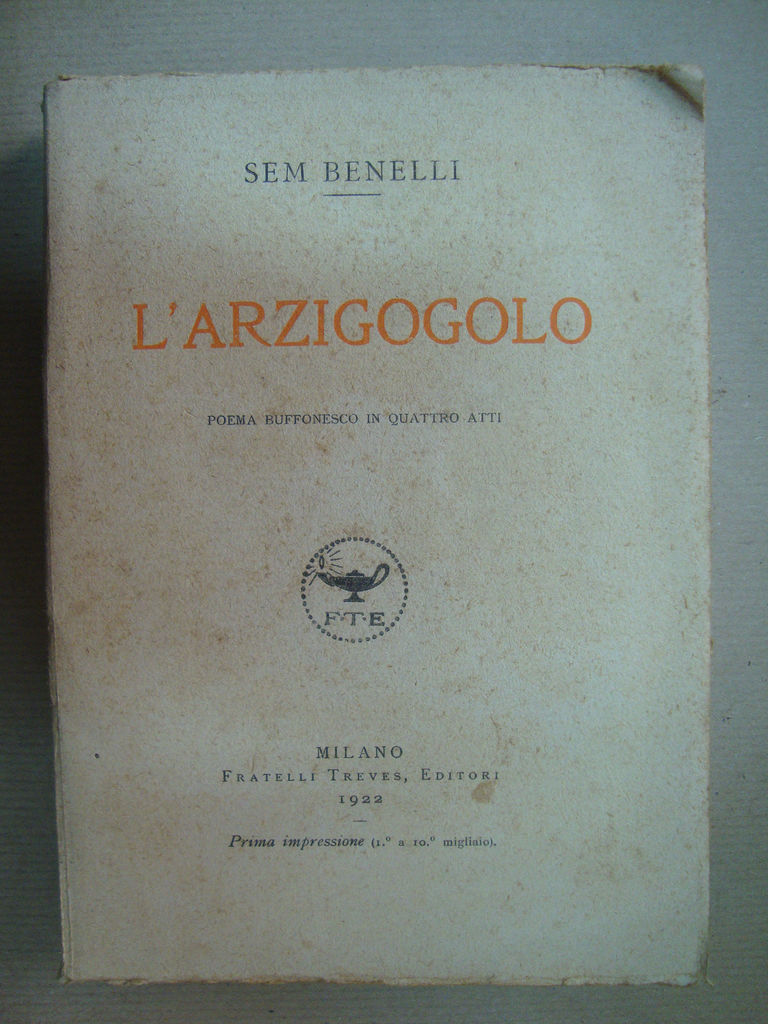 SEM BENELLI
L'ARZIGOGOLO
POEMA BUFFONESCO IN QUATTRO ATTI
F·T·E
MILANO
FRATELLI TREVES, EDITORI
1922
Prima impressione (1.º a 10.º migliaio).